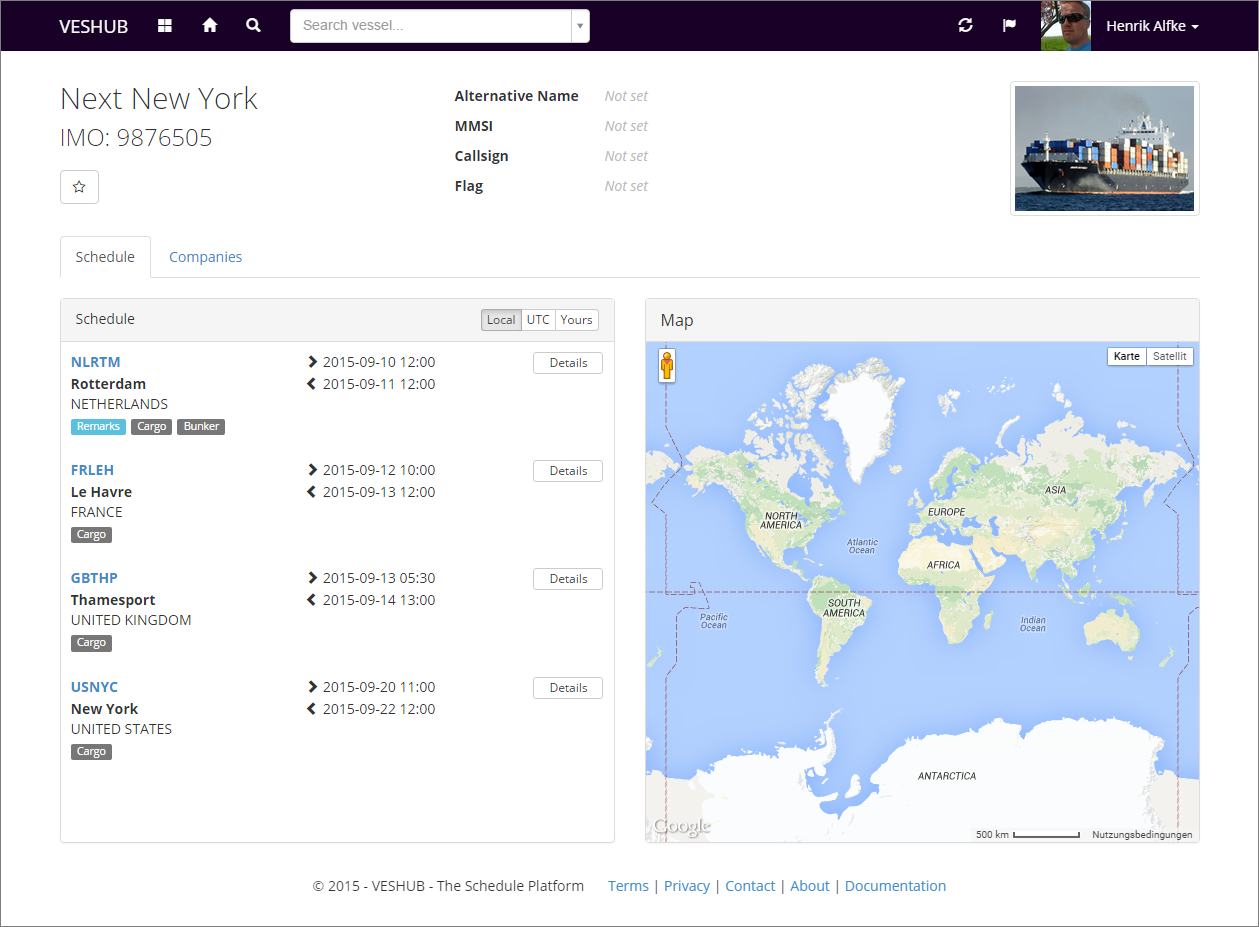 VESHUB
Search vessel...
Henrik Alfke
Next New York
IMO: 9876505
Alternative Name Not set
MMSI Not set
Callsign Not set
Flag Not set
Schedule Companies
Schedule Local UTC Yours
NLRTM 2015-09-10 12:00 Details
Rotterdam 2015-09-11 12:00
NETHERLANDS
Remarks Cargo Bunker
FRLEH 2015-09-12 10:00 Details
Le Havre 2015-09-13 12:00
FRANCE
Cargo
GBTHP 2015-09-13 05:30 Details
Thamesport 2015-09-14 13:00
UNITED KINGDOM
Cargo
USNYC 2015-09-20 11:00 Details
New York 2015-09-22 12:00
UNITED STATES
Cargo
Map
Karte Satellit
ASIA
EUROPE
NORTH
AMERICA
Atlantic
Ocean
AFRICA
SOUTH
AMERICA
Pacific
Ocean
Indian
Ocean
ANTARCTICA
Google
500 km Nutzungsbedingungen
© 2015 - VESHUB - The Schedule Platform Terms | Privacy | Contact | About | Documentation